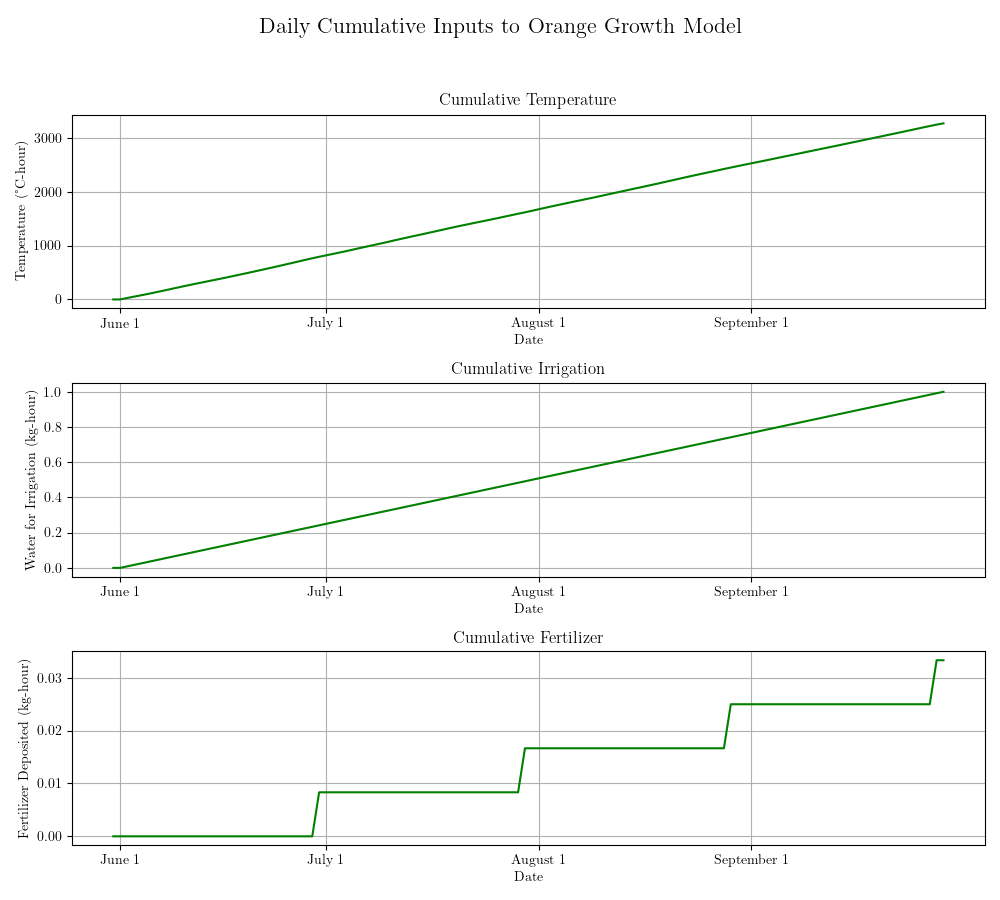 Daily Cumulative Inputs to Orange Growth Model
Cumulative Temperature
Temperature (°C-hour)
3000
2000
1000
0
June 1
July 1
August 1
September 1
Date
Cumulative Irrigation
Water for Irrigation (kg-hour)
1.0
0.8
0.6
0.4
0.2
0.0
June 1
July 1
August 1
September 1
Date
Cumulative Fertilizer
Fertilizer Deposited (kg-hour)
0.03
0.02
0.01
0.00
June 1
July 1
August 1
September 1
Date